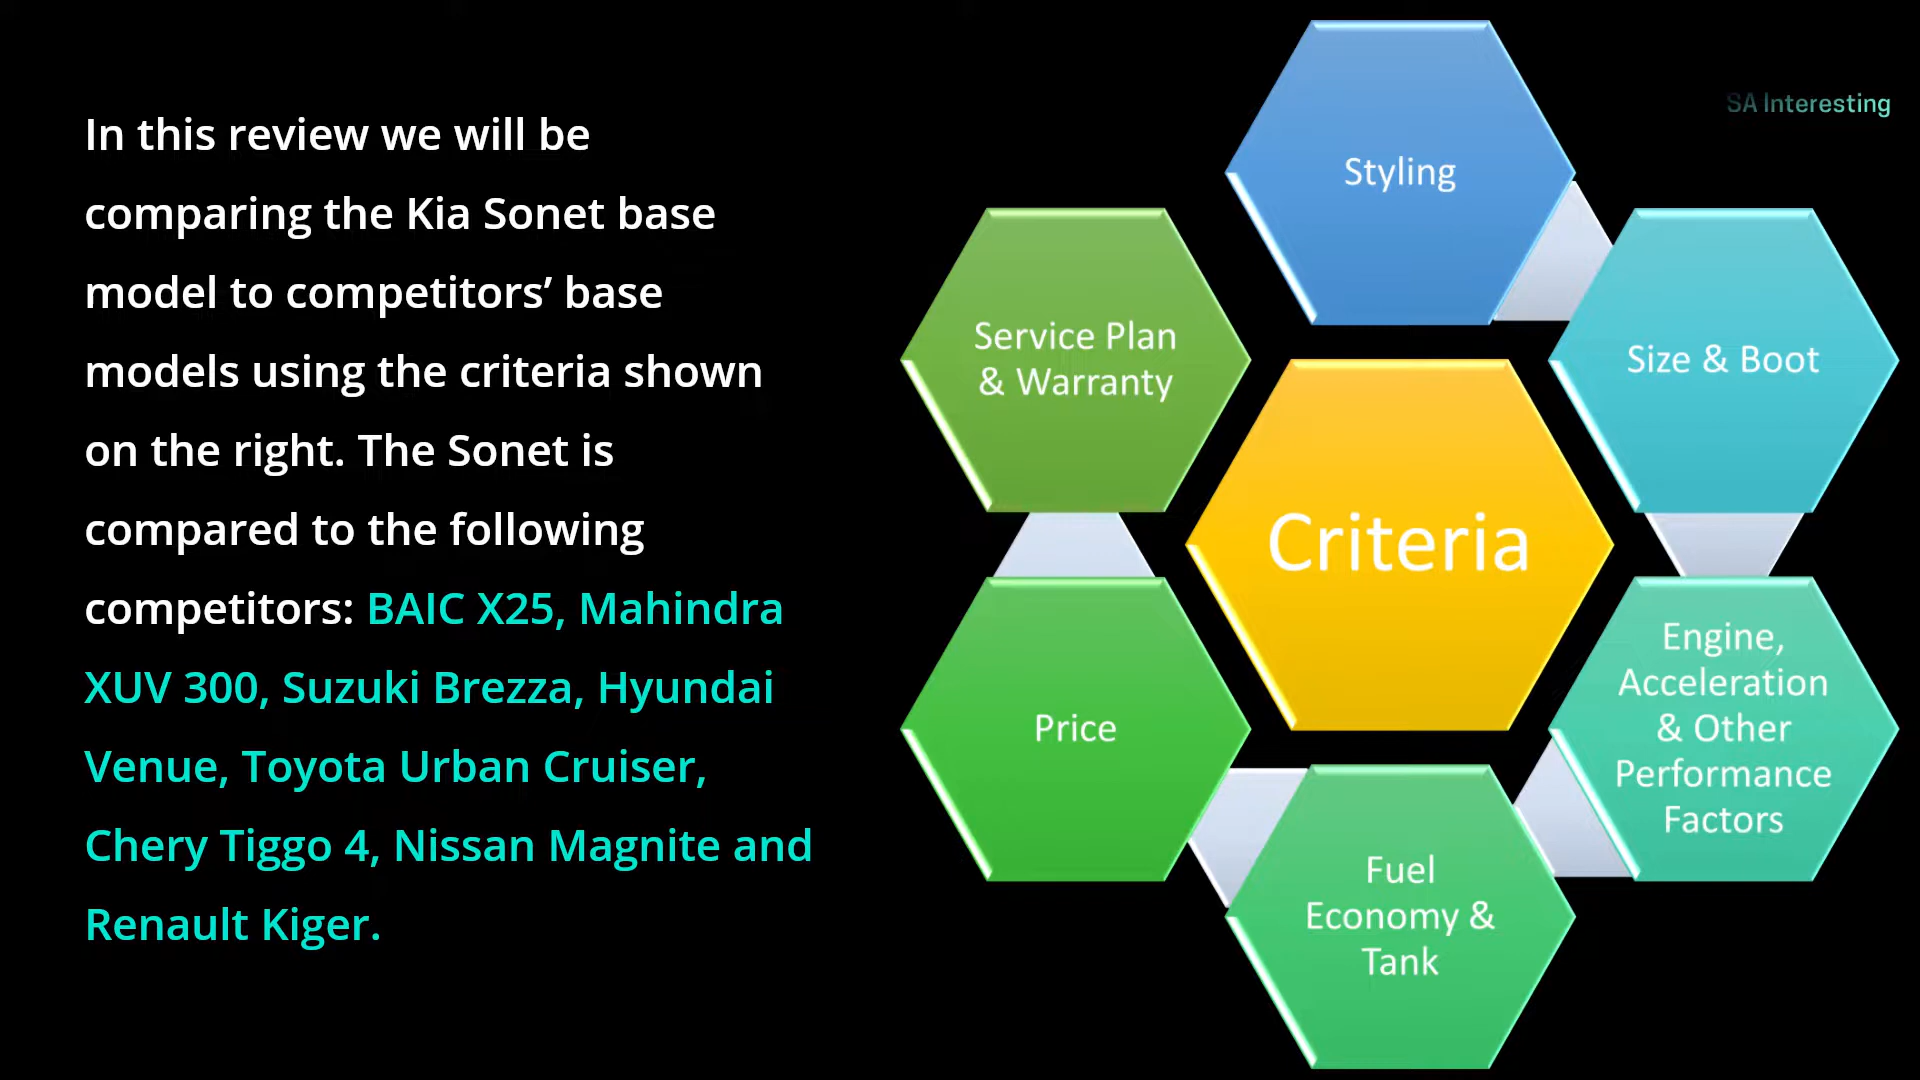 In this review we will be
comparing the Kia Sonet base
model to competitors’ base
models using the criteria shown
on the right. The Sonet is
compared to the following
competitors: BAIC X25, Mahindra
XUV 300, Suzuki Brezza, Hyundai
Venue, Toyota Urban Cruiser,
Chery Tiggo 4, Nissan Magnite and
Renault Kiger.
SA Interesting
Styling
Size & Boot
Engine,
Acceleration
& Other
Performance
Factors
Fuel
Economy &
Tank
Price
Service Plan
& Warranty
Criteria